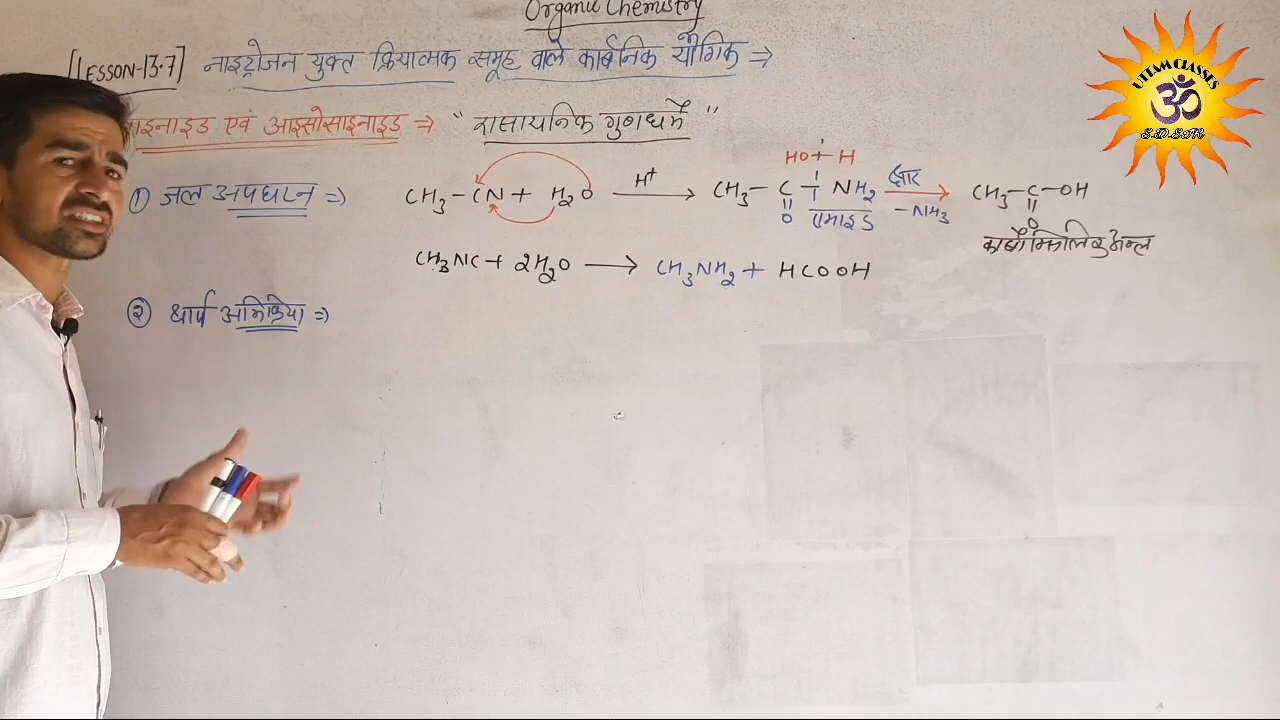 Organic Chemistry
[LESSON-13.7] नाइट्रोजन युक्त क्रियात्मक समूह वाले कार्बनिक यौगिक ⇒
UTTAM CLASSES
ॐ
साइनाइड एवं आइसोसाइनाइड ⇒ "रासायनिक गुणधर्म"
HO + H
① जल अपघटन ⇒ CH₃ – CN + H₂O —H⁺→ CH₃ – C – NH₂ —क्षार→ CH₃ – C – OH
|| O एमाइड – NH₃ || O
कार्बोक्सिलिक अम्ल
CH₃NC + 2H₂O → CH₃NH₂ + HCOOH
② थार्प अभिक्रिया ⇒